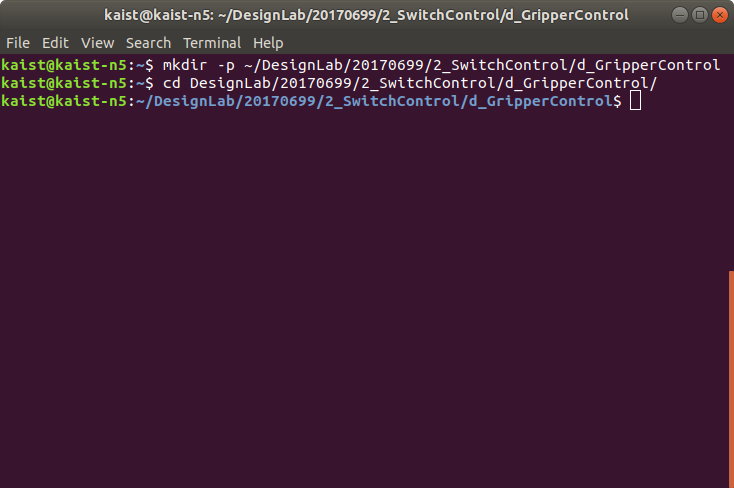 kaist@kaist-n5: ~/DesignLab/20170699/2_SwitchControl/d_GripperControl
File Edit View Search Terminal Help
kaist@kaist-n5:~$ mkdir -p ~/DesignLab/20170699/2_SwitchControl/d_GripperControl
kaist@kaist-n5:~$ cd DesignLab/20170699/2_SwitchControl/d_GripperControl/
kaist@kaist-n5:~/DesignLab/20170699/2_SwitchControl/d_GripperControl$